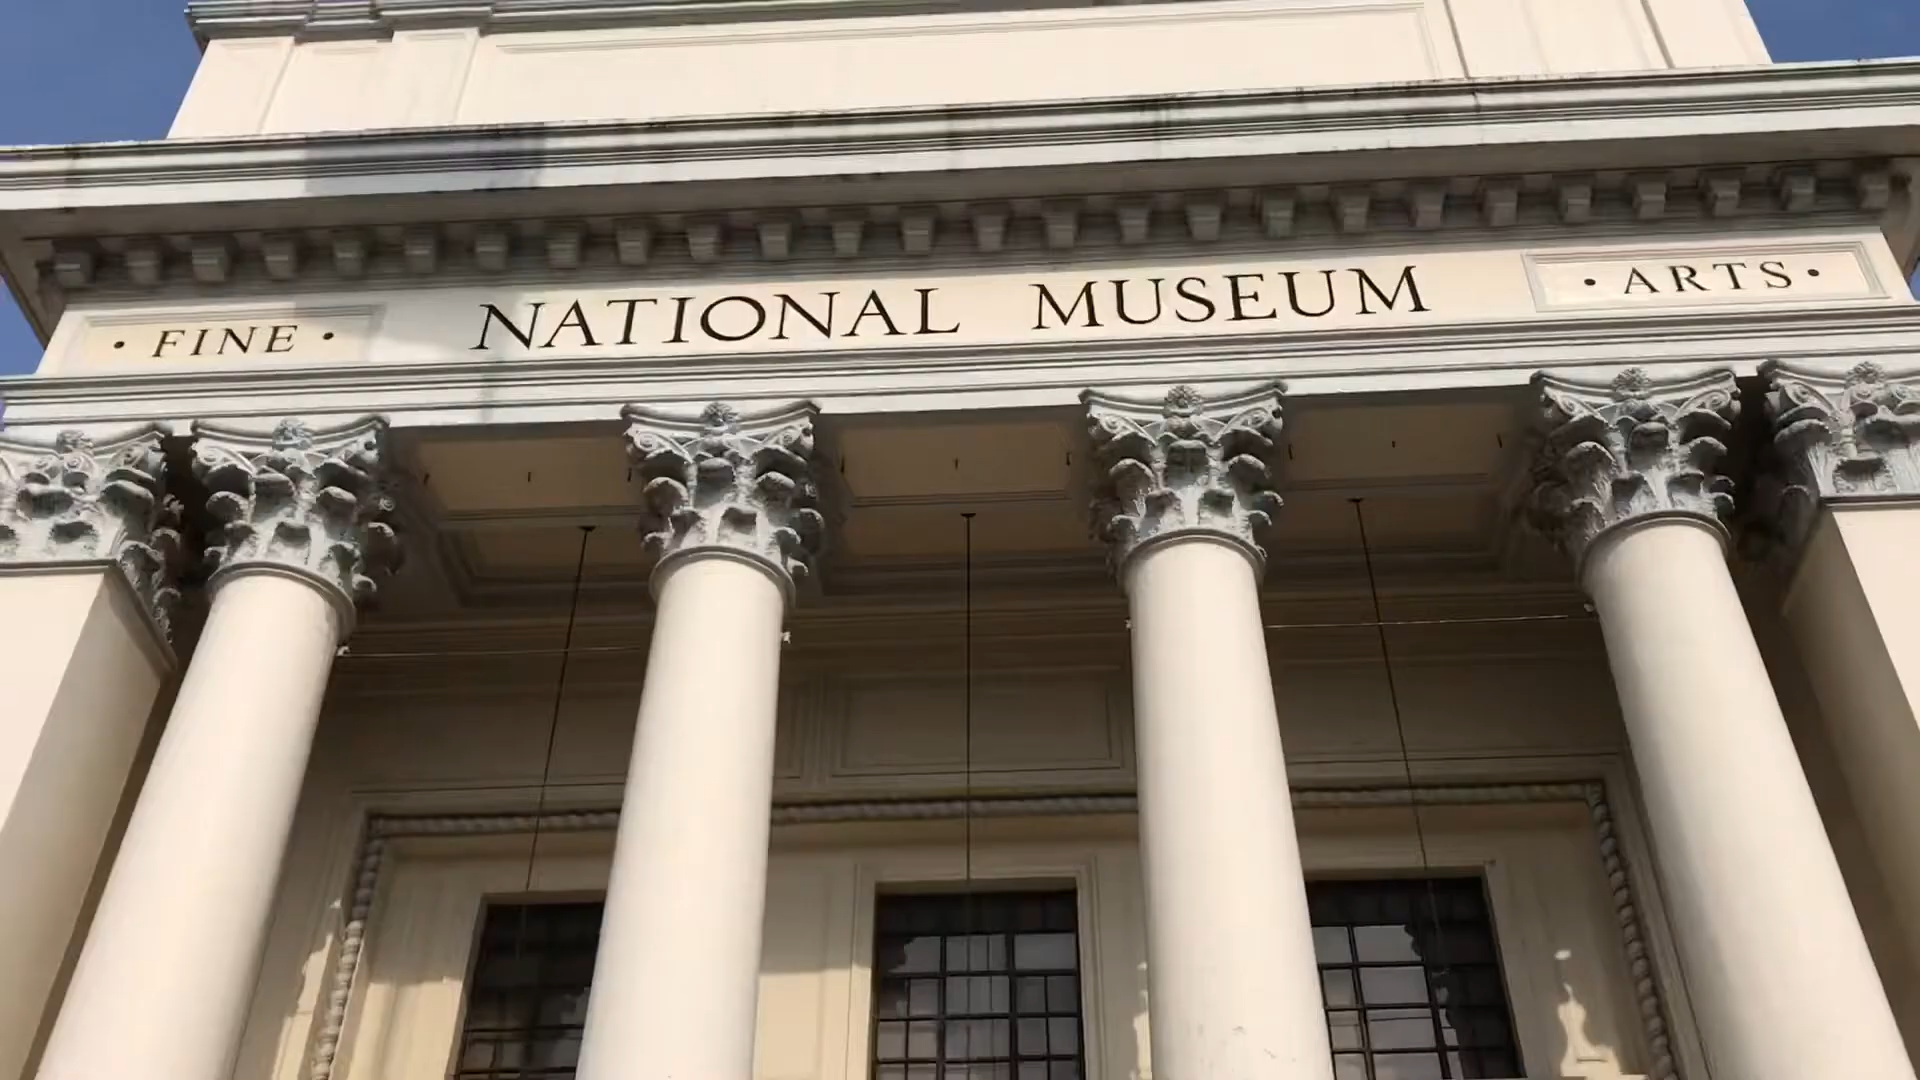 • FINE • NATIONAL MUSEUM • ARTS •